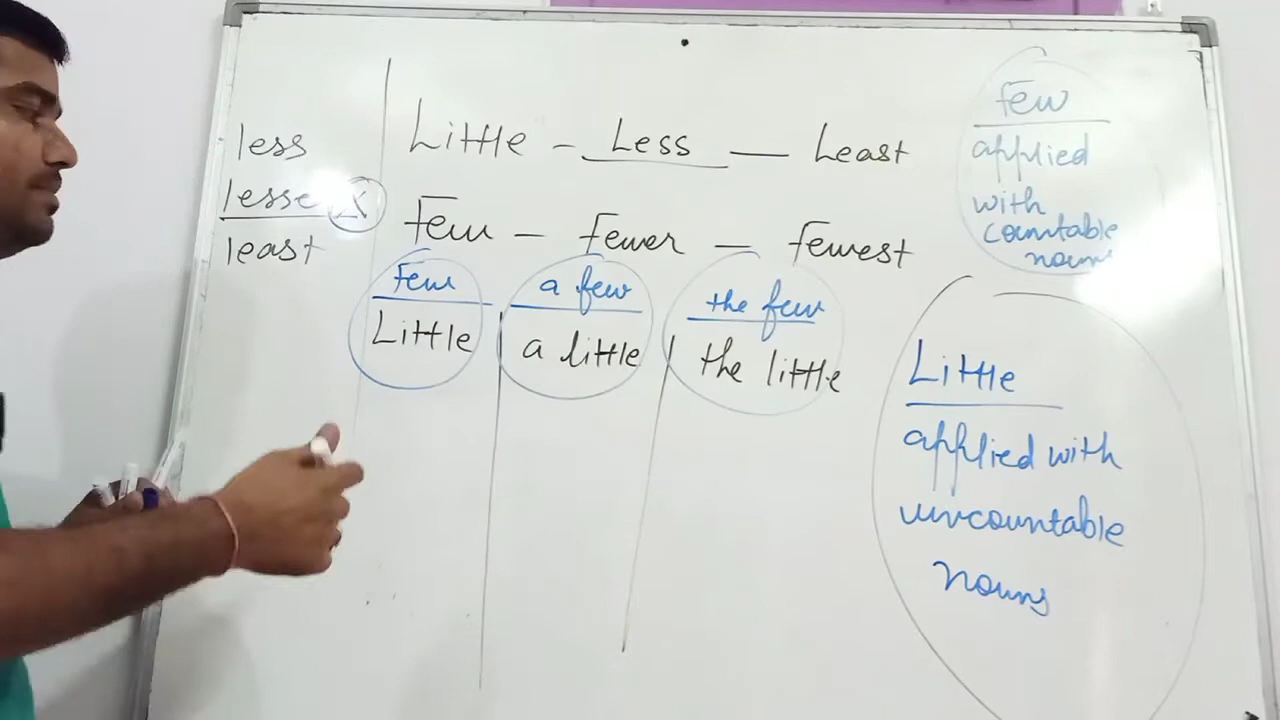 less
lesse
least
Little - Less — Least
Few — Fewer — Fewest
Few a few the few
Little a little the little
Few
applied
with
countable
nouns
Little
applied with
uncountable
nouns